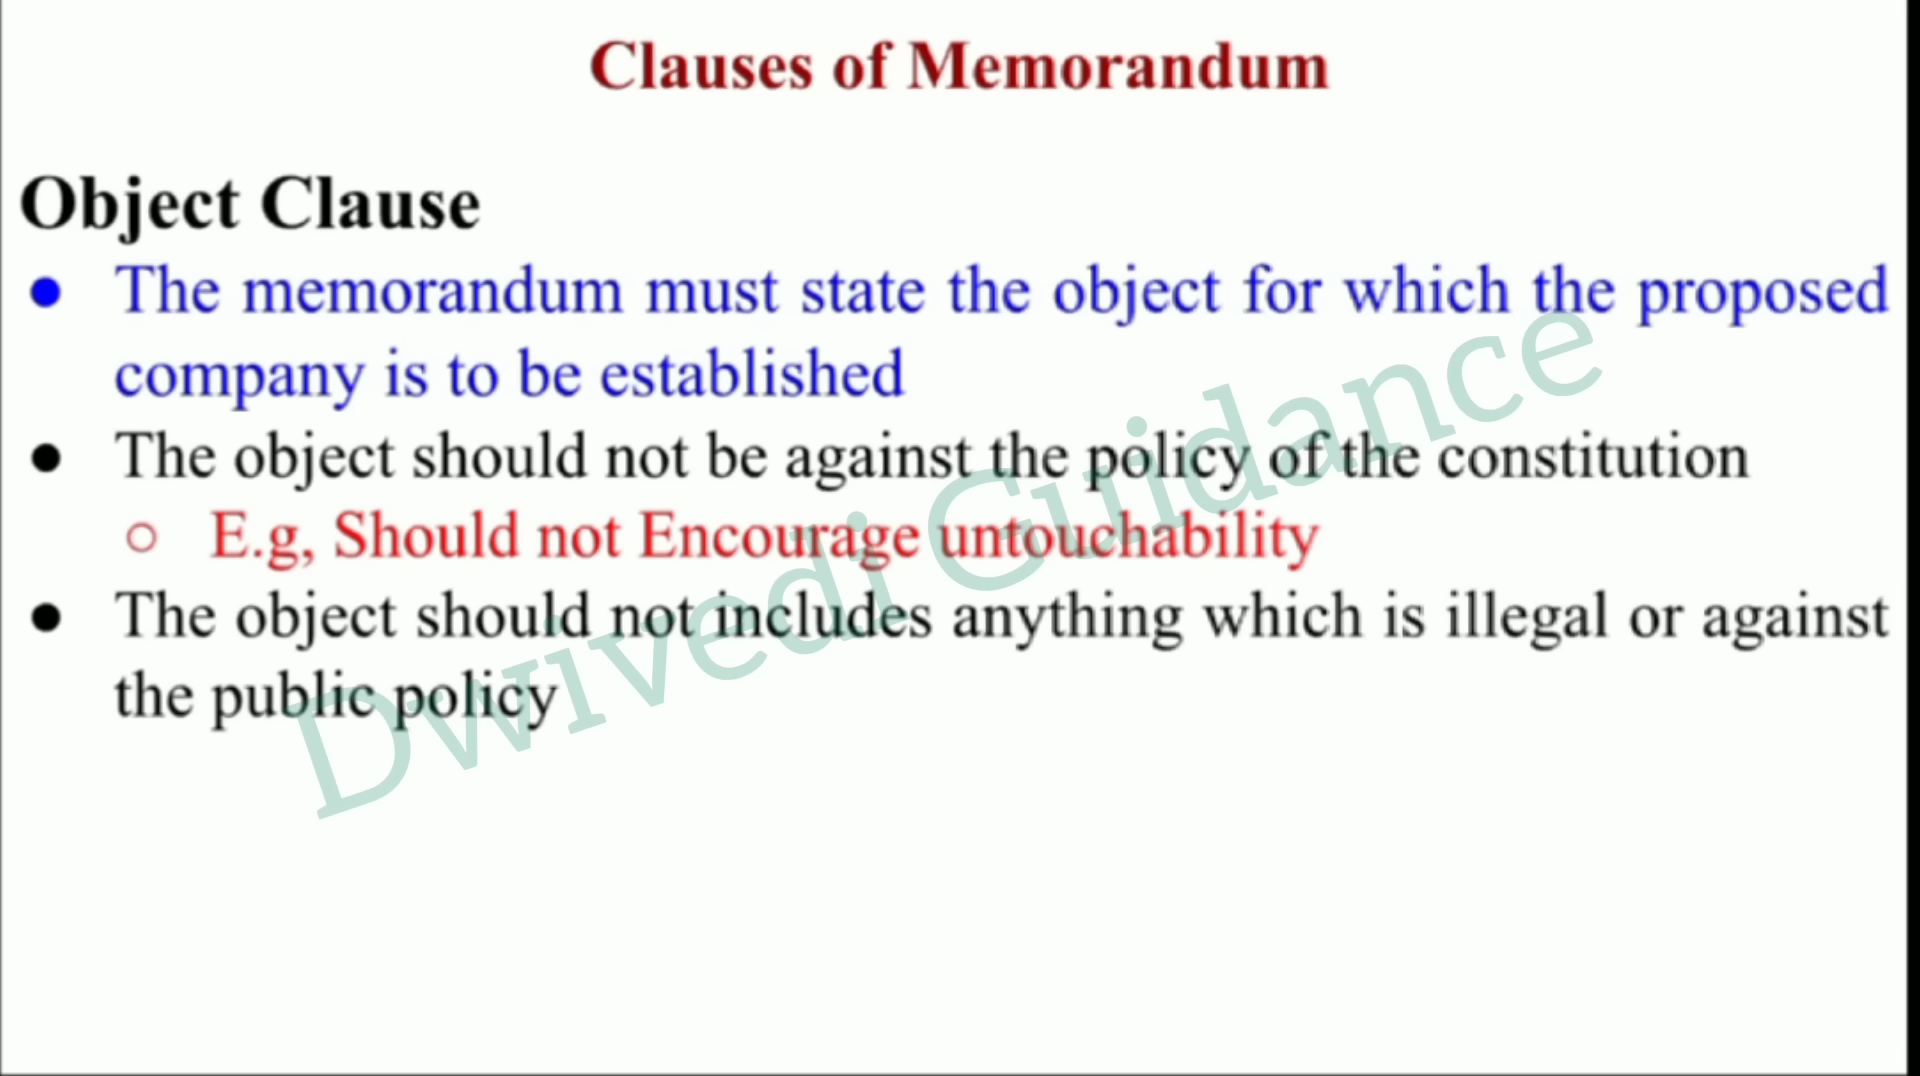 Clauses of Memorandum
Object Clause
● The memorandum must state the object for which the proposed
company is to be established
● The object should not be against the policy of the constitution
○ E.g, Should not Encourage untouchability
● The object should not includes anything which is illegal or against
the public policy
Dwivedi Guidance